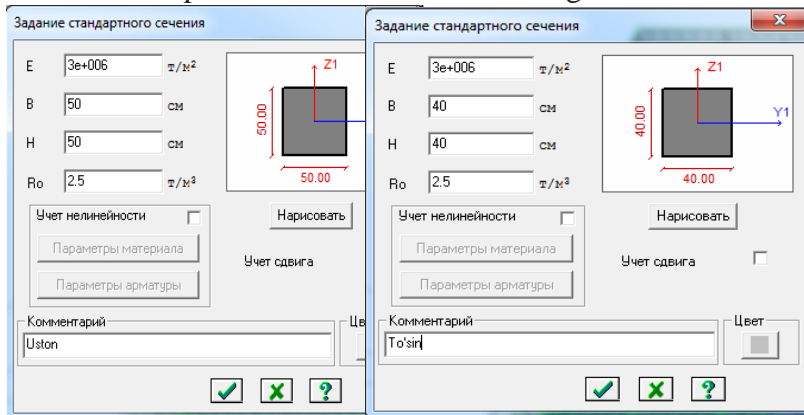 Задание стандартного сечения
E 3e+006 т/м²
Z1
B 50 см
50.00
H 50 см
50.00
Ro 2.5 т/м³
Учет нелинейности
Нарисовать
Параметры материала
Учет сдвига
Параметры арматуры
Комментарий
Uston
Задание стандартного сечения
E 3e+006 т/м²
Z1
B 40 см
Y1
40.00
H 40 см
40.00
Ro 2.5 т/м³
Учет нелинейности
Нарисовать
Параметры материала
Учет сдвига
Параметры арматуры
Комментарий
Цвет
To'sin